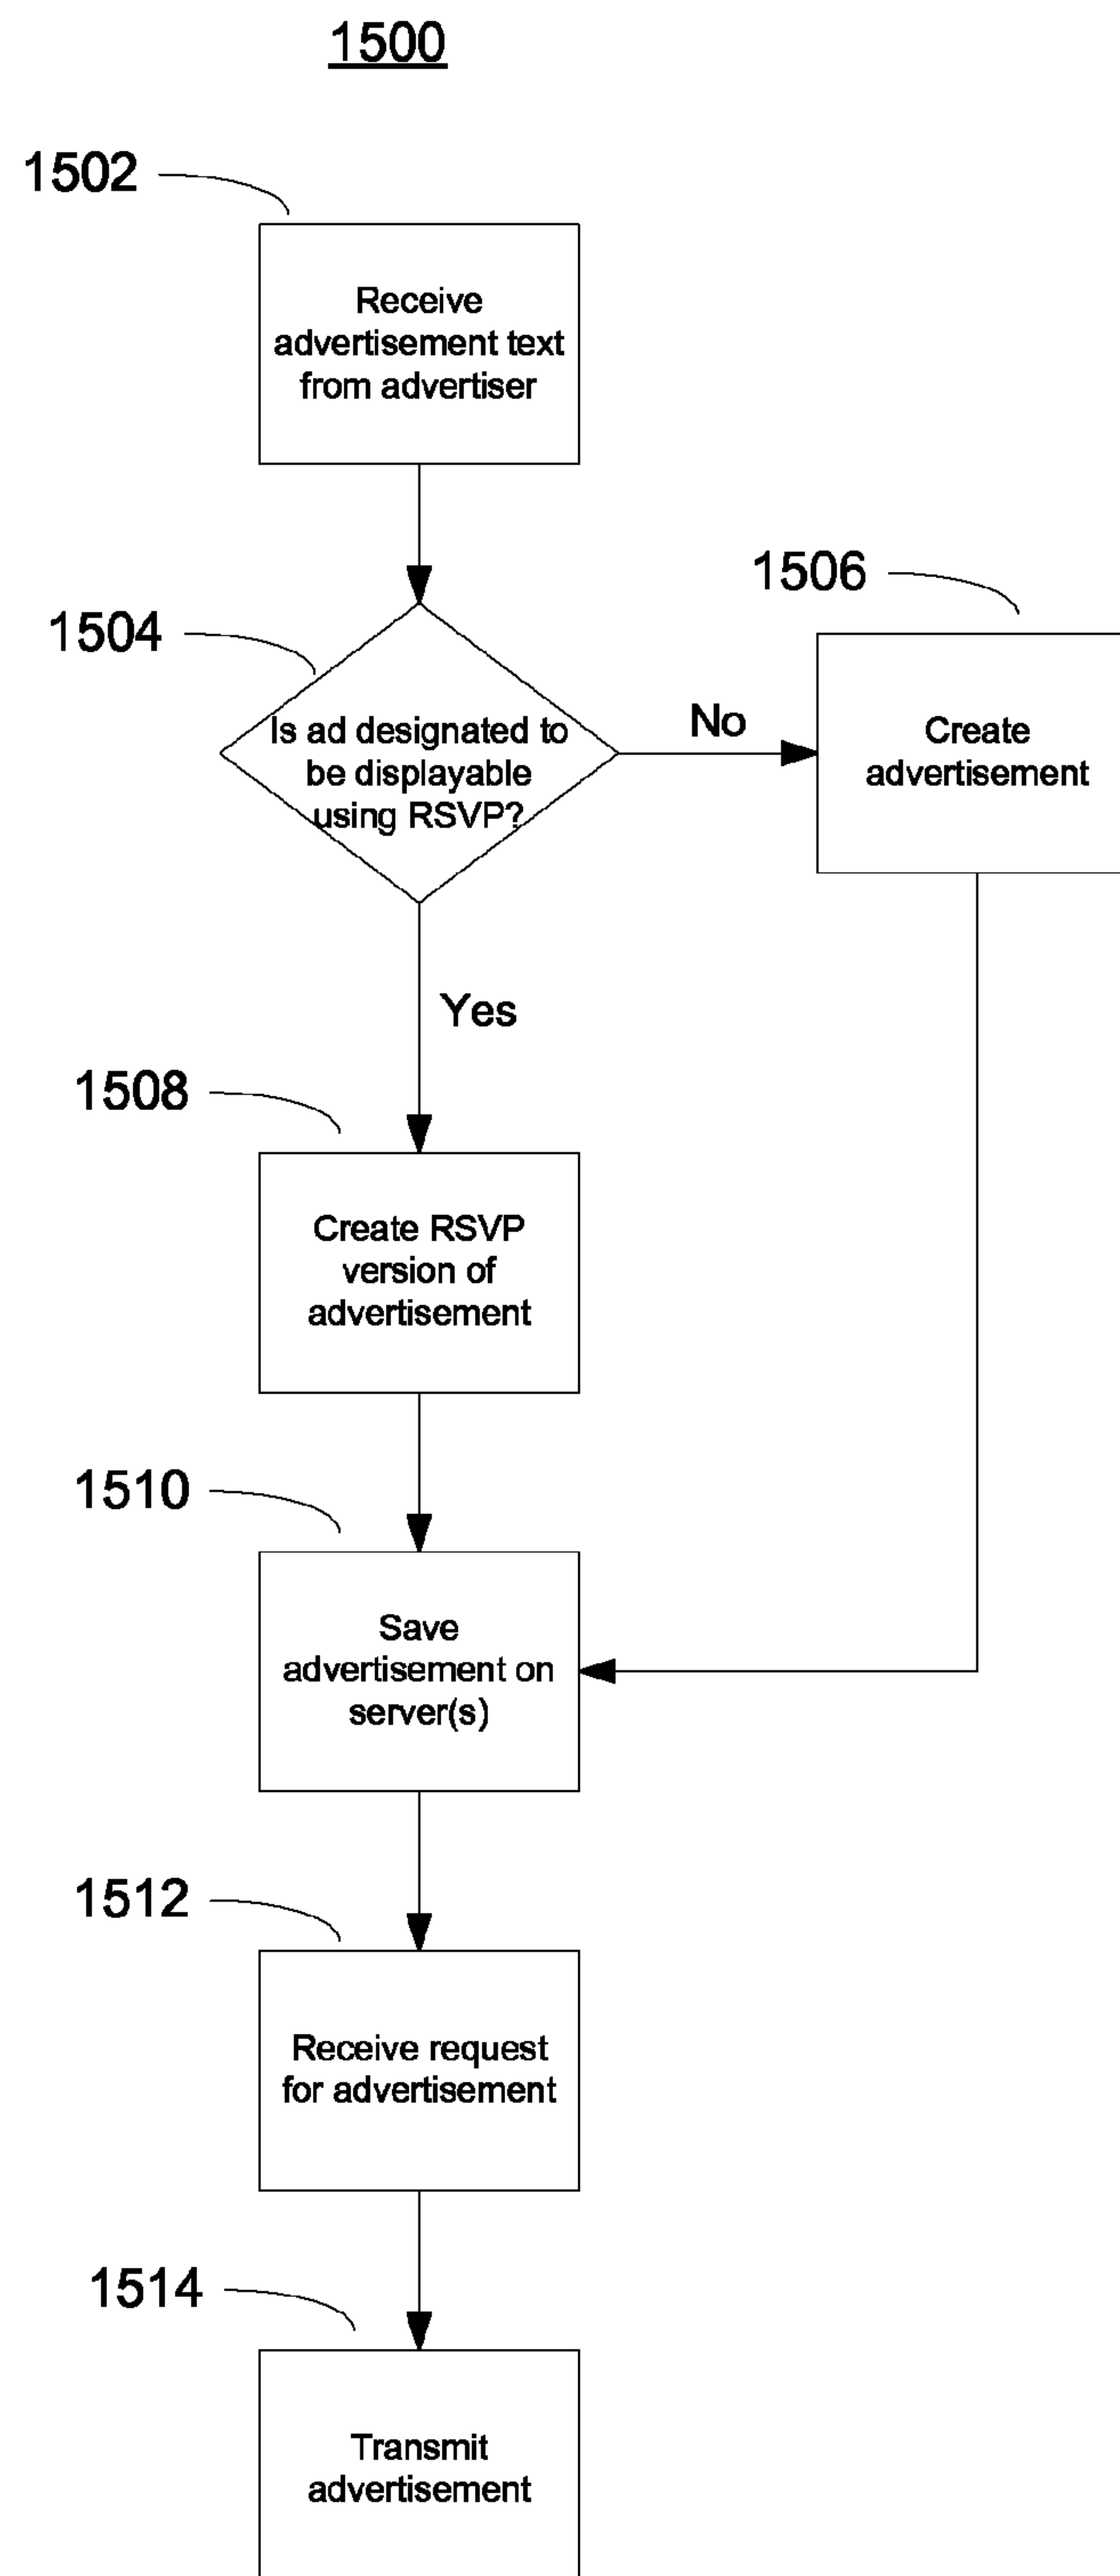 1500
1502
Receive
advertisement text
from advertiser
1504
Is ad designated to
be displayable
using RSVP?
No
1506
Create
advertisement
Yes
1508
Create RSVP
version of
advertisement
1510
Save
advertisement on
server(s)
1512
Receive request
for advertisement
1514
Transmit
advertisement